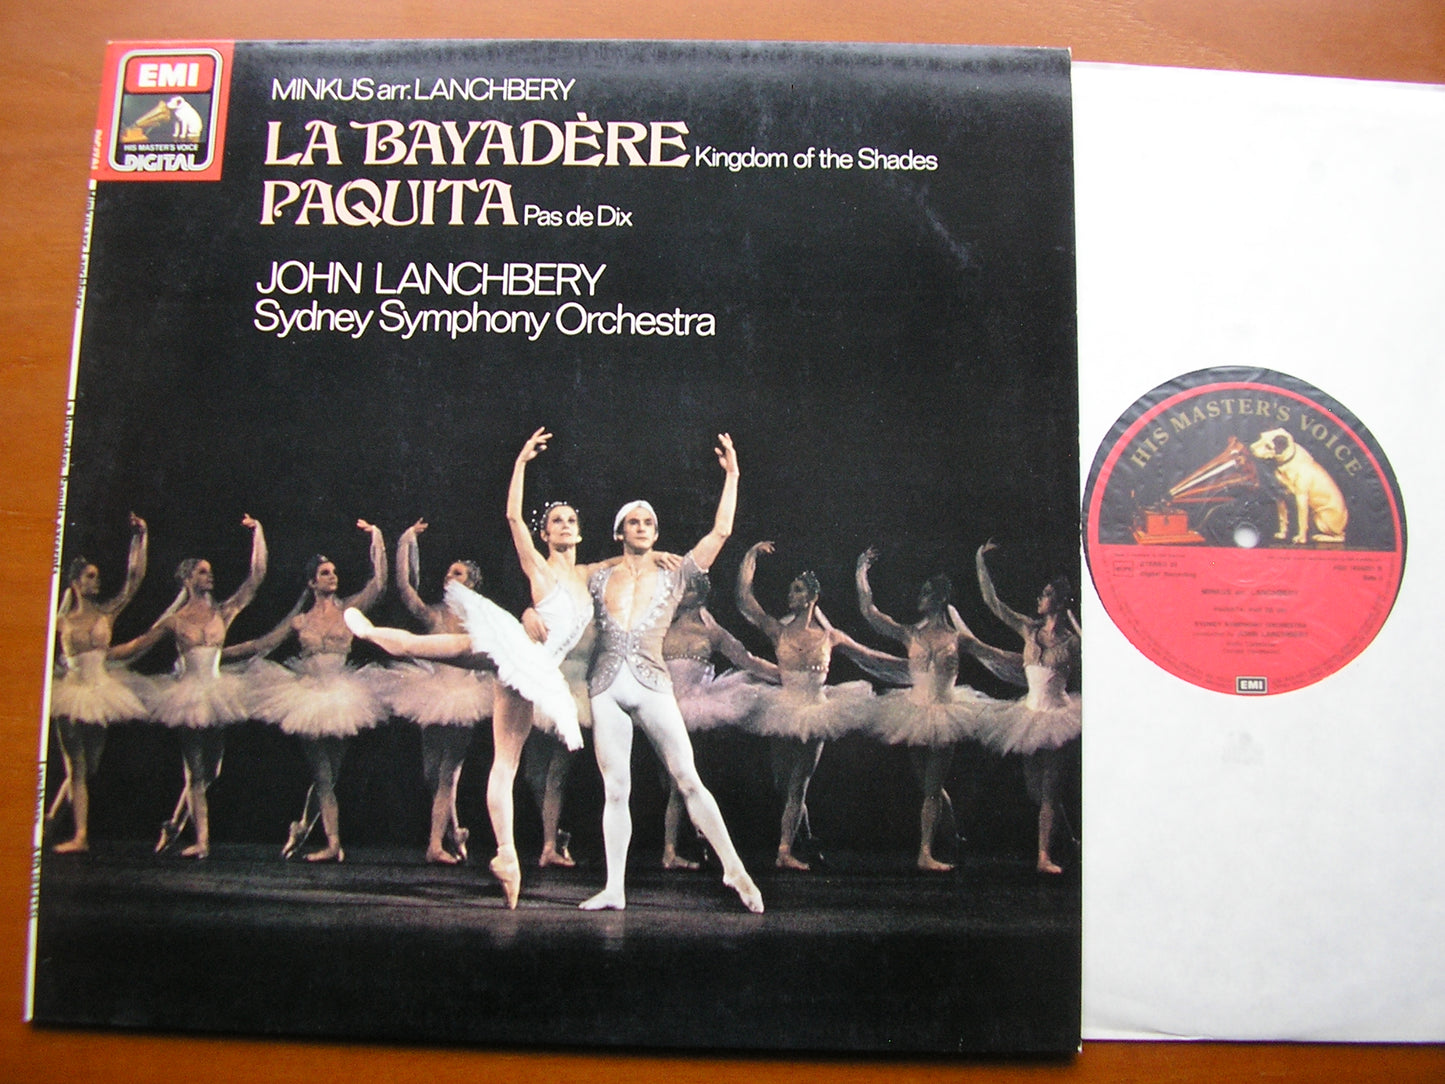 EMI
HIS MASTER'S VOICE
DIGITAL
MINKUS arr. LANCHBERY
LA BAYADÈRE Kingdom of the Shades
PAQUITA Pas de Dix
JOHN LANCHBERY
Sydney Symphony Orchestra
HIS MASTER'S VOICE
STEREO
Digital Recording
Side 2
MINKUS arr. LANCHBERY
SYDNEY SYMPHONY ORCHESTRA
conducted by JOHN LANCHBERY
EMI